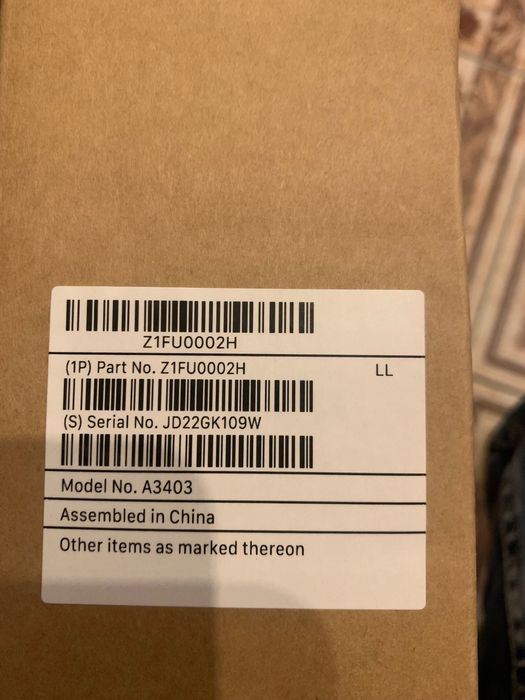 Z1FU0002H
(1P) Part No. Z1FU0002H LL
(S) Serial No. JD22GK109W
Model No. A3403
Assembled in China
Other items as marked thereon